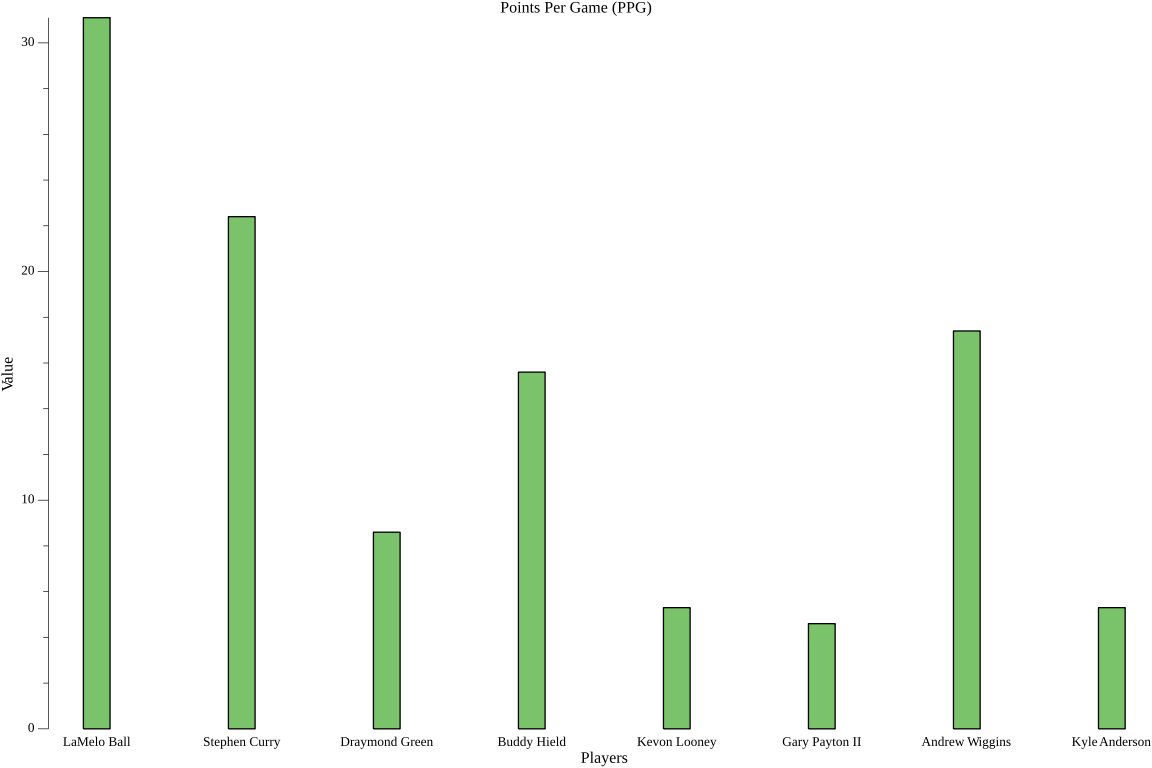 Points Per Game (PPG)
30
20
10
0
Value
LaMelo Ball
Stephen Curry
Draymond Green
Buddy Hield
Kevon Looney
Gary Payton II
Andrew Wiggins
Kyle Anderson
Players